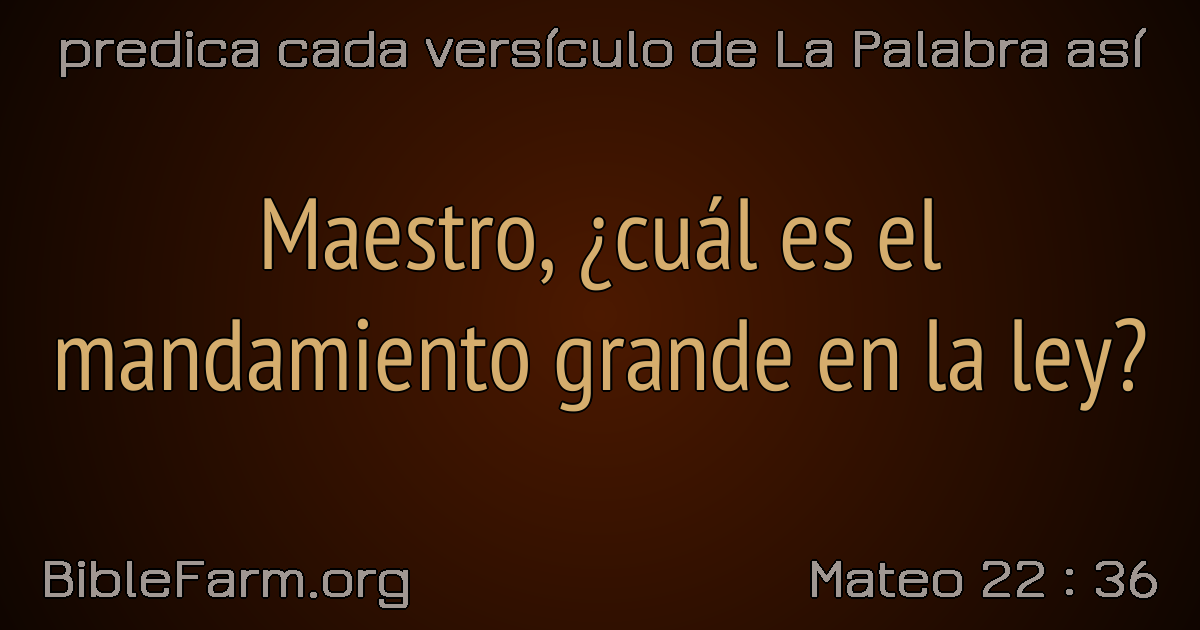 predica cada versículo de La Palabra así
Maestro, ¿cuál es el
mandamiento grande en la ley?
BibleFarm.org
Mateo 22 : 36